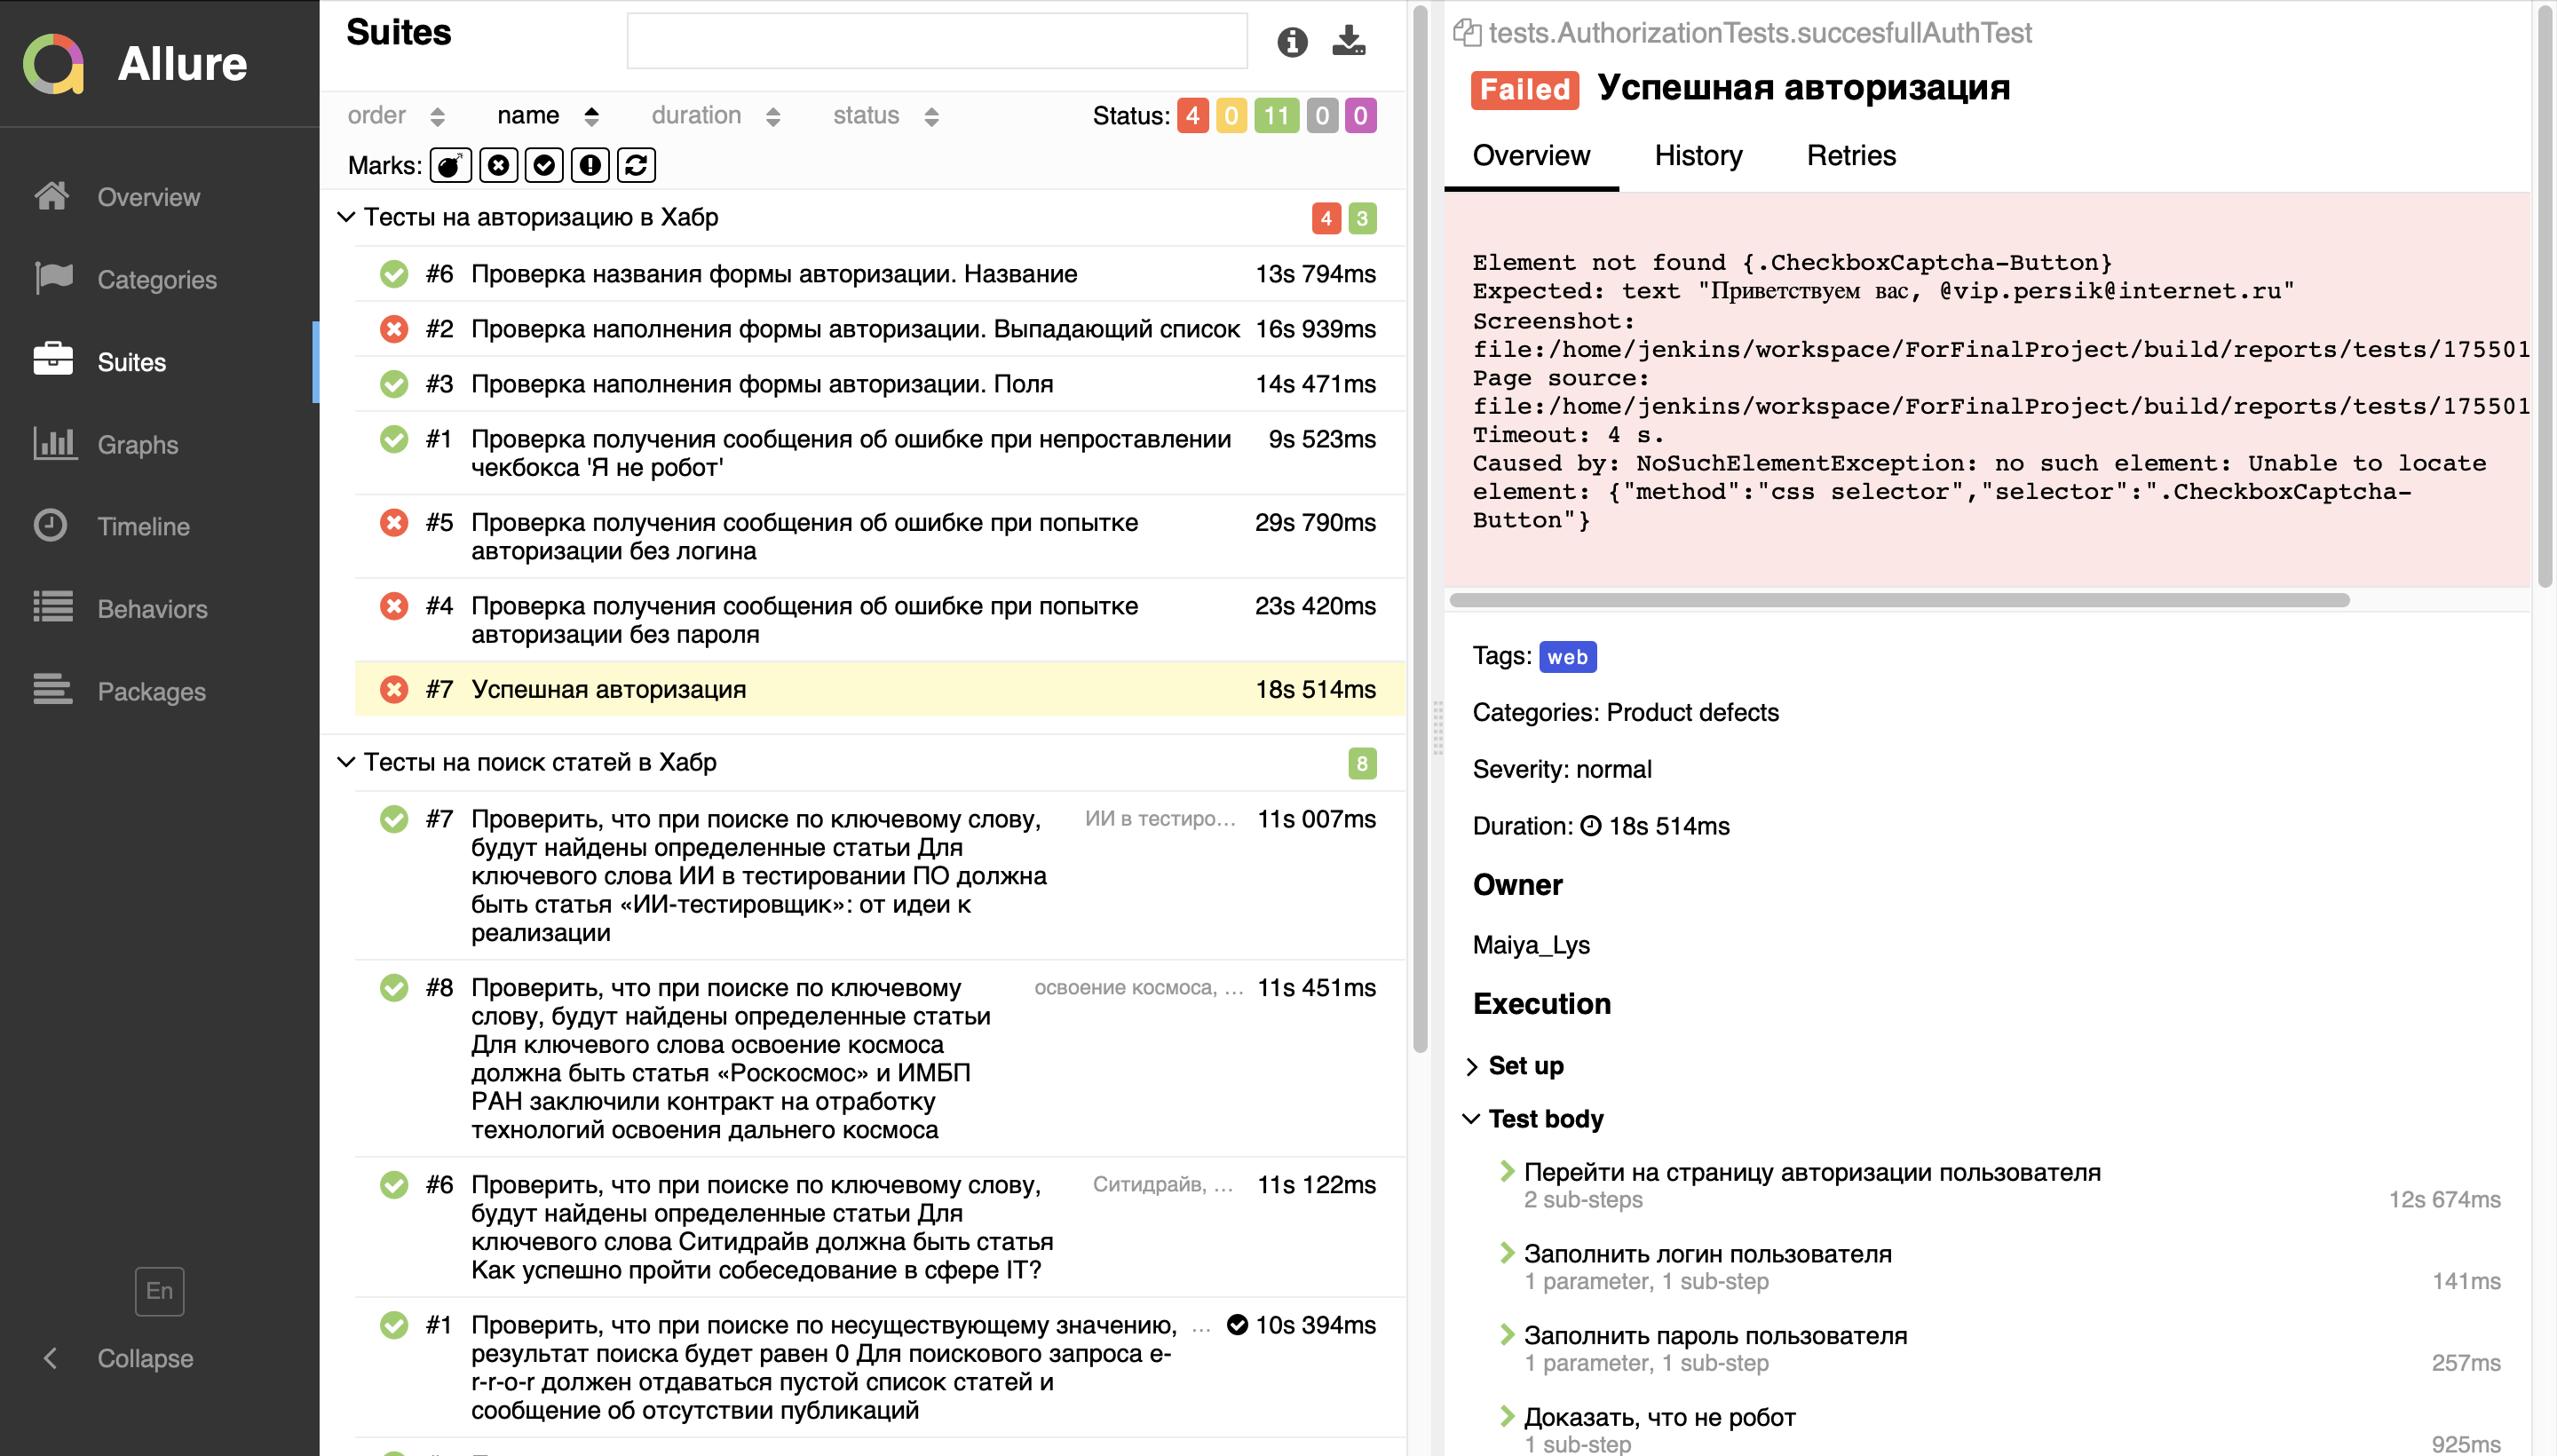 Allure
Overview
Categories
Suites
Graphs
Timeline
Behaviors
Packages
En
Collapse
Suites
order name duration status Status: 4 0 11 0 0
Marks:
Тесты на авторизацию в Хабр 4 3
#6 Проверка названия формы авторизации. Название 13s 794ms
#2 Проверка наполнения формы авторизации. Выпадающий список 16s 939ms
#3 Проверка наполнения формы авторизации. Поля 14s 471ms
#1 Проверка получения сообщения об ошибке при непроставлении 9s 523ms
чекбокса 'Я не робот'
#5 Проверка получения сообщения об ошибке при попытке 29s 790ms
авторизации без логина
#4 Проверка получения сообщения об ошибке при попытке 23s 420ms
авторизации без пароля
#7 Успешная авторизация 18s 514ms
Тесты на поиск статей в Хабр 8
#7 Проверить, что при поиске по ключевому слову, ИИ в тестиро... 11s 007ms
будут найдены определенные статьи Для
ключевого слова ИИ в тестировании ПО должна
быть статья «ИИ-тестировщик»: от идеи к
реализации
#8 Проверить, что при поиске по ключевому освоение космоса, ... 11s 451ms
слову, будут найдены определенные статьи
Для ключевого слова освоение космоса
должна быть статья «Роскосмос» и ИМБП
РАН заключили контракт на отработку
технологий освоения дальнего космоса
#6 Проверить, что при поиске по ключевому слову, Ситидрайв, ... 11s 122ms
будут найдены определенные статьи Для
ключевого слова Ситидрайв должна быть статья
Как успешно пройти собеседование в сфере IT?
#1 Проверить, что при поиске по несуществующему значению, ... 10s 394ms
результат поиска будет равен 0 Для поискового запроса e-
r-r-o-r должен отдаваться пустой список статей и
сообщение об отсутствии публикаций
tests.AuthorizationTests.succesfullAuthTest
Failed Успешная авторизация
Overview History Retries
Element not found {.CheckboxCaptcha-Button}
Expected: text "Приветствуем вас, @vip.persik@internet.ru"
Screenshot:
file:/home/jenkins/workspace/ForFinalProject/build/reports/tests/175501
Page source:
file:/home/jenkins/workspace/ForFinalProject/build/reports/tests/175501
Timeout: 4 s.
Caused by: NoSuchElementException: no such element: Unable to locate
element: {"method":"css selector","selector":".CheckboxCaptcha-
Button"}
Tags: web
Categories: Product defects
Severity: normal
Duration: 18s 514ms
Owner
Maiya_Lys
Execution
Set up
Test body
Перейти на страницу авторизации пользователя
2 sub-steps 12s 674ms
Заполнить логин пользователя
1 parameter, 1 sub-step 141ms
Заполнить пароль пользователя
1 parameter, 1 sub-step 257ms
Доказать, что не робот
1 sub-step 925ms